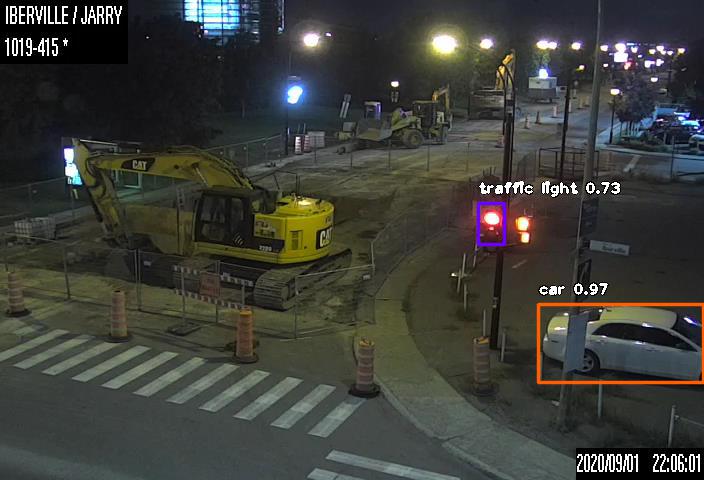 IBERVILLE / JARRY
1019-415 *
CAT
CAT
traffic light 0.73
car 0.97
2020/09/01 22:06:01